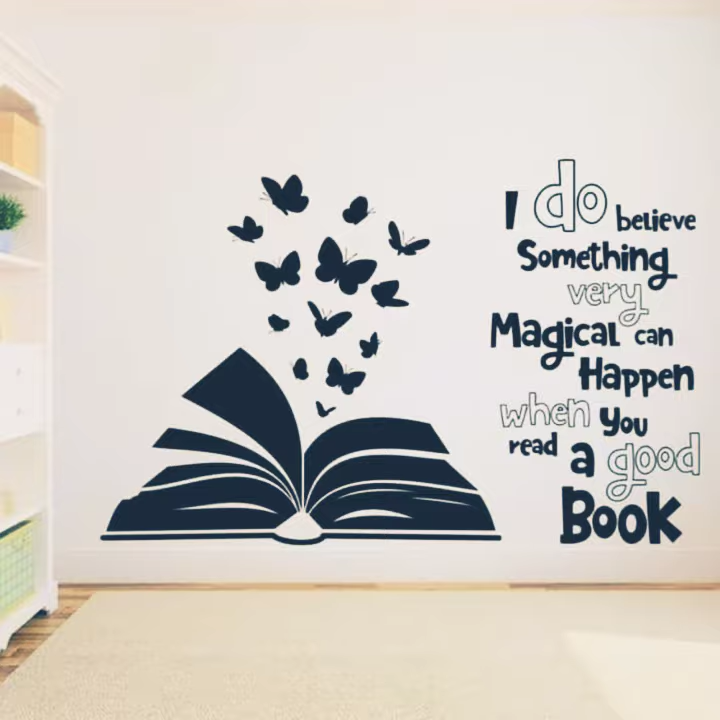 I do believe
Something
very
Magical can
Happen
when you
read a good
Book